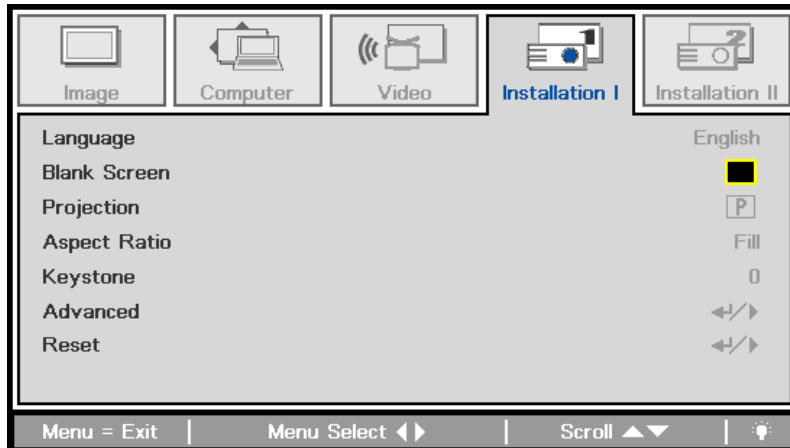 Image Computer Video Installation I Installation II
Language English
Blank Screen
Projection P
Aspect Ratio Fill
Keystone 0
Advanced
Reset
Menu = Exit Menu Select Scroll